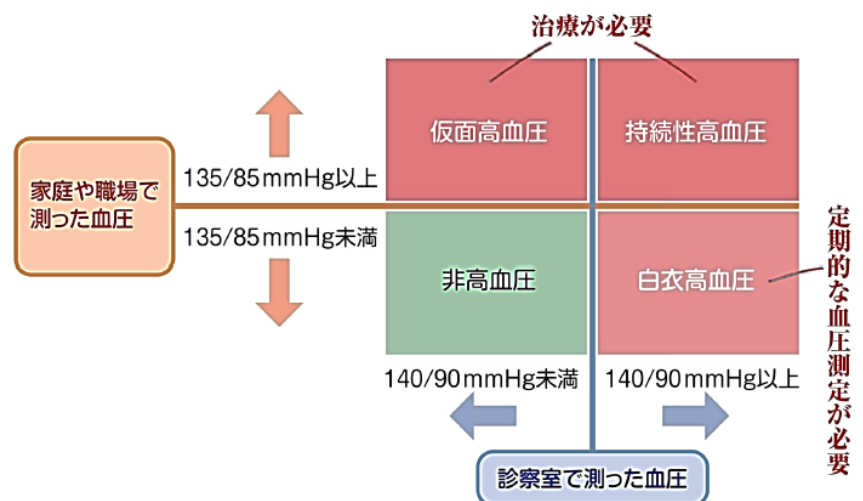 治療が必要
仮面高血圧
持続性高血圧
家庭や職場で
測った血圧
135/85mmHg以上
135/85mmHg未満
非高血圧
白衣高血圧
定期的な血圧測定が必要
140/90mmHg未満
140/90mmHg以上
診察室で測った血圧